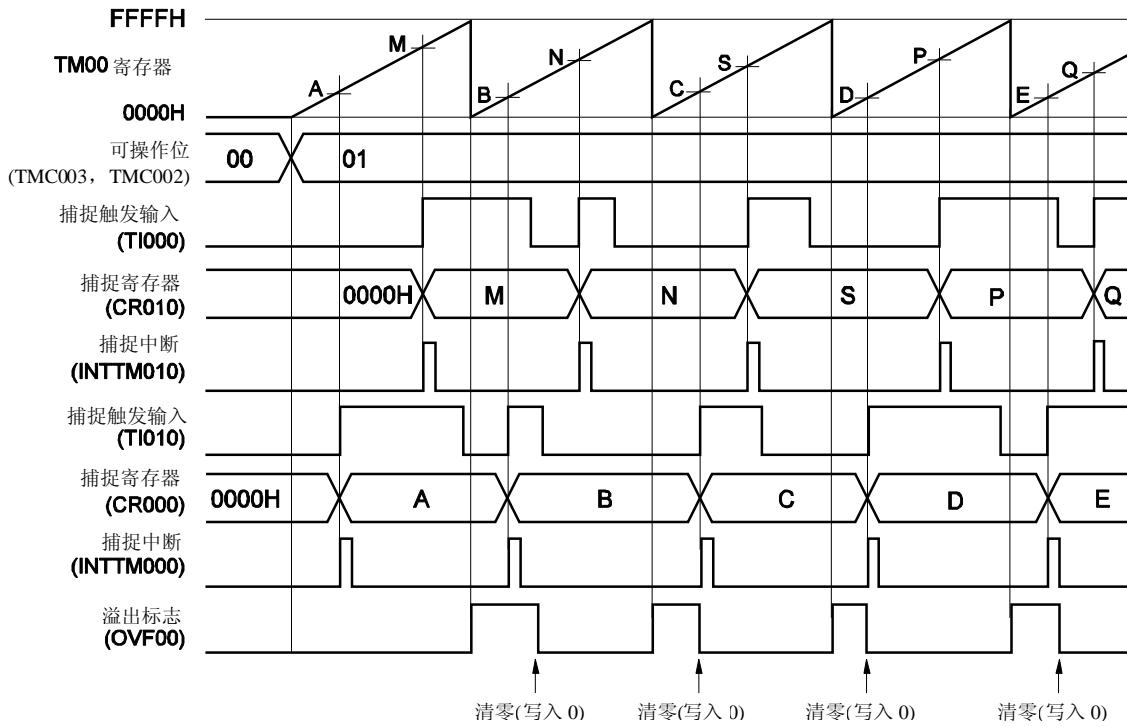 FFFFH
TM00 寄存器
0000H
A
M
B
N
C
S
D
P
E
Q
可操作位
(TMC003，TMC002)
00
01
捕捉触发输入
(TI000)
捕捉寄存器
(CR010)
0000H
M
N
S
P
Q
捕捉中断
(INTTM010)
捕捉触发输入
(TI010)
捕捉寄存器
(CR000)
0000H
A
B
C
D
E
捕捉中断
(INTTM000)
溢出标志
(OVF00)
清零(写入 0)
清零(写入 0)
清零(写入 0)
清零(写入 0)